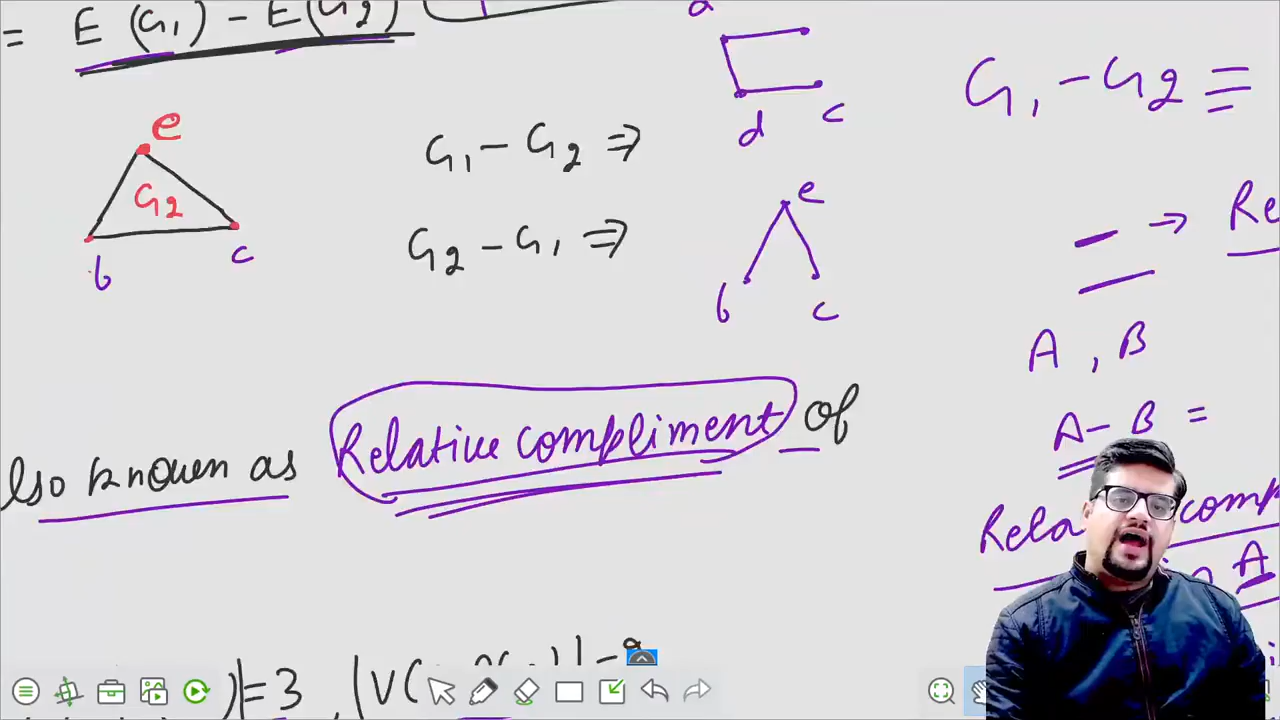 = E(G1) - E(G2)
a
d c
G1 - G2 ≡
e
G2
b c
G1 - G2 ⇒
G2 - G1 ⇒
e
b c
→ Re
A , B
A - B =
lso known as Relative compliment of
Rela comp
A
)|=3 , |V(